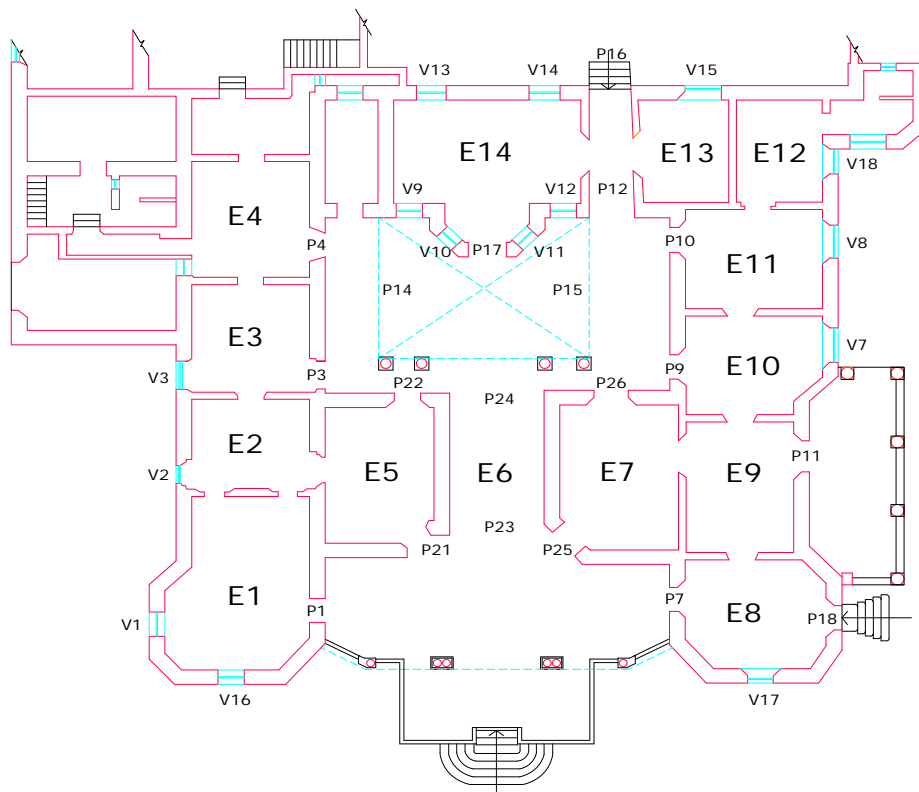 P16
V13 V14 V15
E14 E13 E12
V18
E4
V9 V12 P12
P4 V10 P17 V11 P10 V8
E11
P14 P15
E3
V7
E10
V3 P3 P22 P26 P9
P24
E2
V2 E5 E6 E7 E9 P11
P23
P21 P25
E1 E8
P1 P7
V1 P18
V16 V17